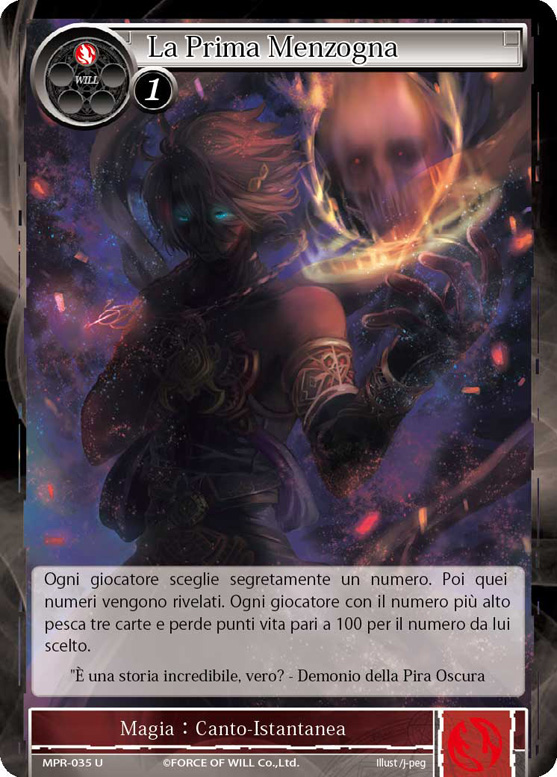 La Prima Menzogna
WILL
1
Ogni giocatore sceglie segretamente un numero. Poi quei
numeri vengono rivelati. Ogni giocatore con il numero più alto
pesca tre carte e perde punti vita pari a 100 per il numero da lui
scelto.
"È una storia incredibile, vero? - Demonio della Pira Oscura
Magia : Canto-Istantanea
MPR-035 U ©FORCE OF WILL Co.,Ltd. Illust/j-peg